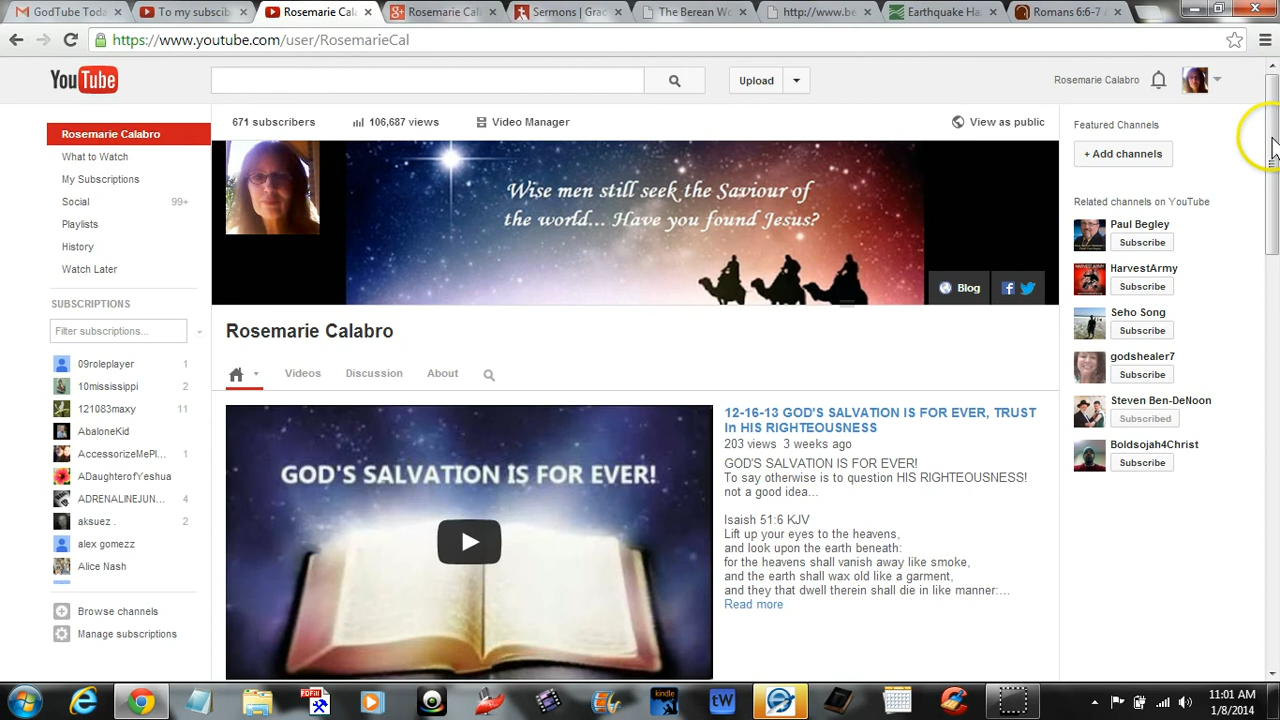 GodTube Toda
To my subscib
Rosemarie Cal
Rosemarie Cal
Sermons | Grac
The Berean Wo
http://www.be
Earthquake Ha
Romans 6:6-7
https://www.youtube.com/user/RosemarieCal
YouTube
Upload
Rosemarie Calabro
671 subscribers
106,687 views
Video Manager
View as public
Rosemarie Calabro
What to Watch
My Subscriptions
Social 99+
Playlists
History
Watch Later
SUBSCRIPTIONS
Filter subscriptions...
09roleplayer 1
10mississippi 2
121083maxy 11
AbaloneKid
AccessorizeMePl... 1
ADaughterofYeshua
ADRENALINEJUN... 4
aksuez . 2
alex gomezz
Alice Nash
Browse channels
Manage subscriptions
Wise men still seek the Saviour of
the world... Have you found Jesus?
Blog
Rosemarie Calabro
Videos
Discussion
About
GOD'S SALVATION IS FOR EVER!
12-16-13 GOD'S SALVATION IS FOR EVER, TRUST
In HIS RIGHTEOUSNESS
203 views 3 weeks ago
GOD'S SALVATION IS FOR EVER!
To say otherwise is to question HIS RIGHTEOUSNESS!
not a good idea...
Isaish 51:6 KJV
Lift up your eyes to the heavens,
and look upon the earth beneath:
for the heavens shall vanish away like smoke,
and the earth shall wax old like a garment,
and they that dwell therein shall die in like manner:...
Read more
Featured Channels
+ Add channels
Related channels on YouTube
Paul Begley
Subscribe
HarvestArmy
Subscribe
Seho Song
Subscribe
godshealer7
Subscribe
Steven Ben-DeNoon
Subscribed
Boldsojah4Christ
Subscribe
PDFill
kindle
tW
11:01 AM
1/8/2014